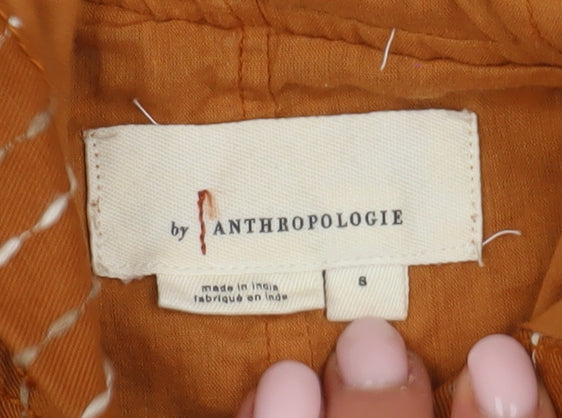 by ANTHROPOLOGIE
made in India
fabriqué en Inde
S